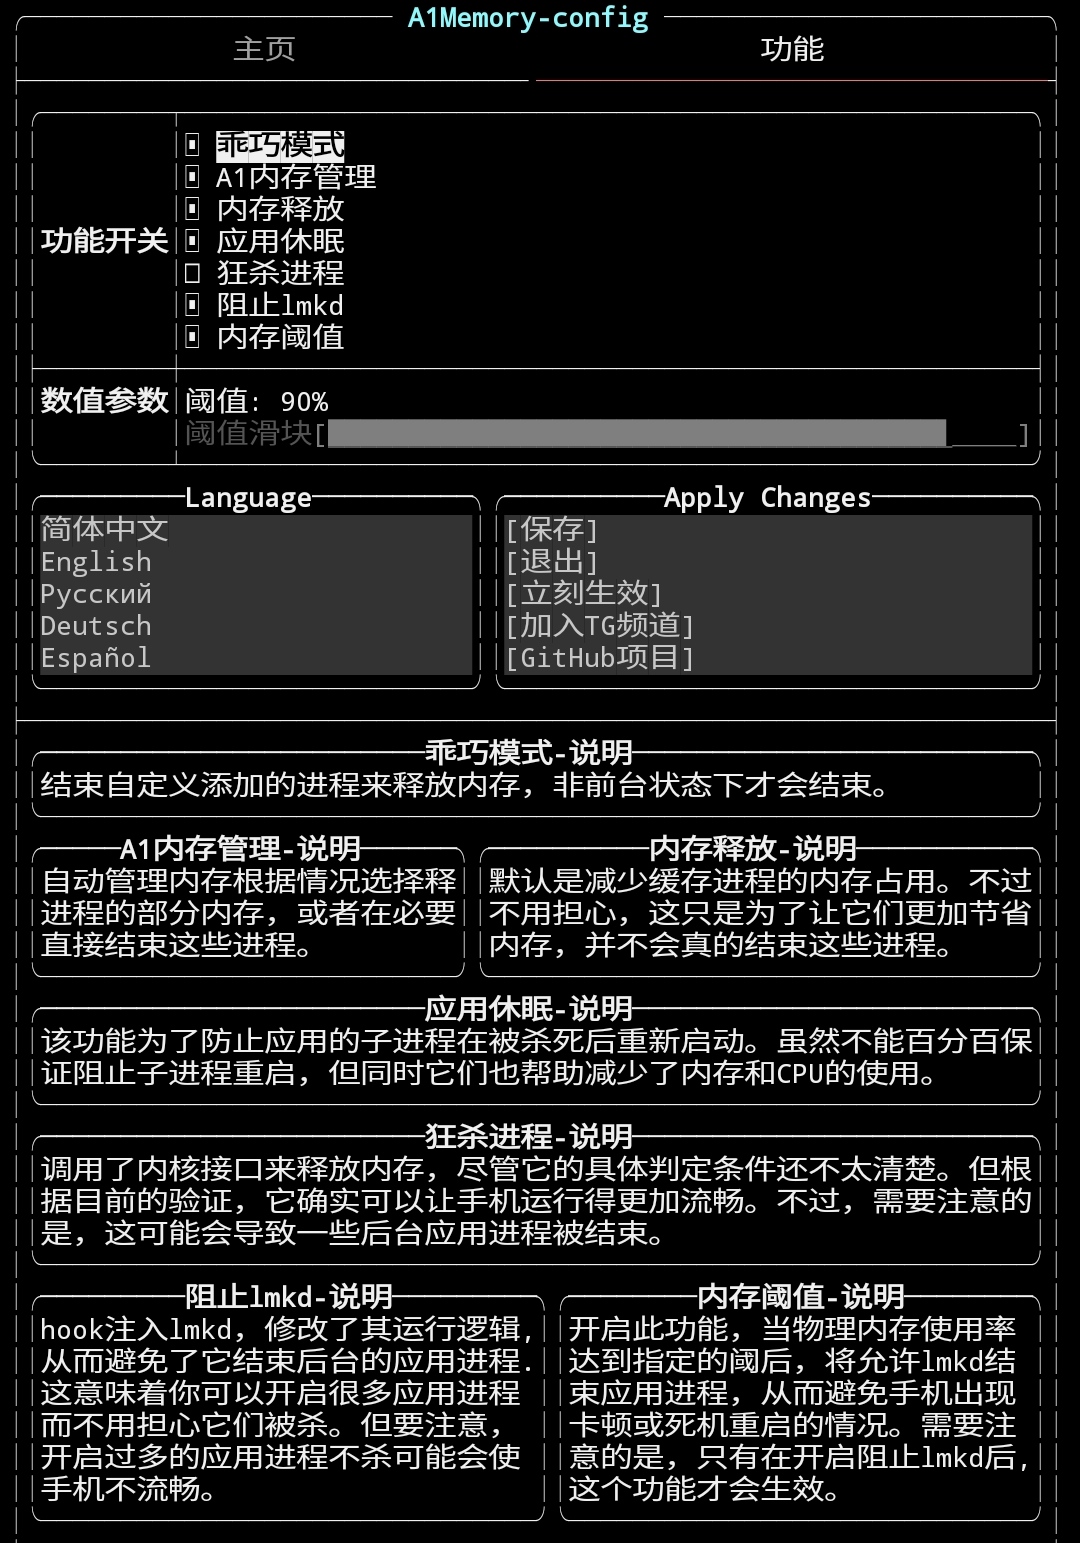 A1Memory-config
主页 功能
乖巧模式
A1内存管理
内存释放
功能开关
应用休眠
狂杀进程
阻止lmkd
内存阈值
数值参数
阈值: 90%
阈值滑块[ ]
Language
简体中文
English
Русский
Deutsch
Español
Apply Changes
[保存]
[退出]
[立刻生效]
[加入TG频道]
[GitHub项目]
乖巧模式-说明
结束自定义添加的进程来释放内存，非前台状态下才会结束。
A1内存管理-说明
自动管理内存根据情况选择释
进程的部分内存，或者在必要
直接结束这些进程。
内存释放-说明
默认是减少缓存进程的内存占用。不过
不用担心，这只是为了让它们更加节省
内存，并不会真的结束这些进程。
应用休眠-说明
该功能为了防止应用的子进程在被杀死后重新启动。虽然不能百分百保
证阻止子进程重启，但同时它们也帮助减少了内存和CPU的使用。
狂杀进程-说明
调用了内核接口来释放内存，尽管它的具体判定条件还不太清楚。但根
据目前的验证，它确实可以让手机运行得更加流畅。不过，需要注意的
是，这可能会导致一些后台应用进程被结束。
阻止lmkd-说明
hook注入lmkd，修改了其运行逻辑,
从而避免了它结束后台的应用进程.
这意味着你可以开启很多应用进程
而不用担心它们被杀。但要注意，
开启过多的应用进程不杀可能会使
手机不流畅。
内存阈值-说明
开启此功能，当物理内存使用率
达到指定的阈后，将允许lmkd结
束应用进程，从而避免手机出现
卡顿或死机重启的情况。需要注
意的是，只有在开启阻止lmkd后,
这个功能才会生效。